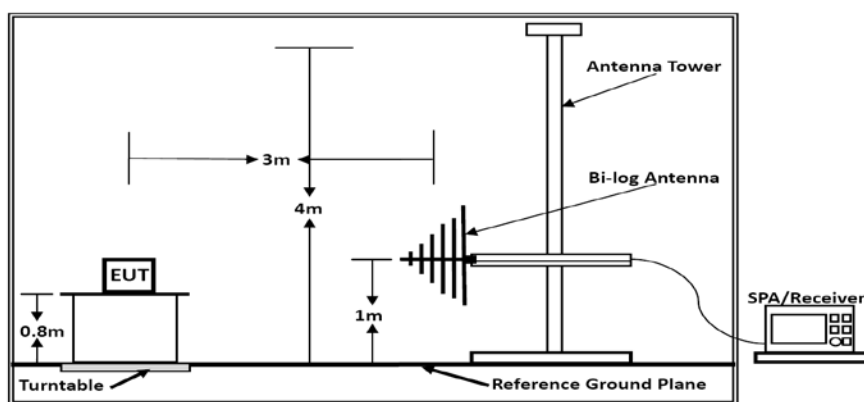 Antenna Tower
3m
Bi-log Antenna
4m
EUT
SPA/Receiver
0.8m
1m
Turntable
Reference Ground Plane